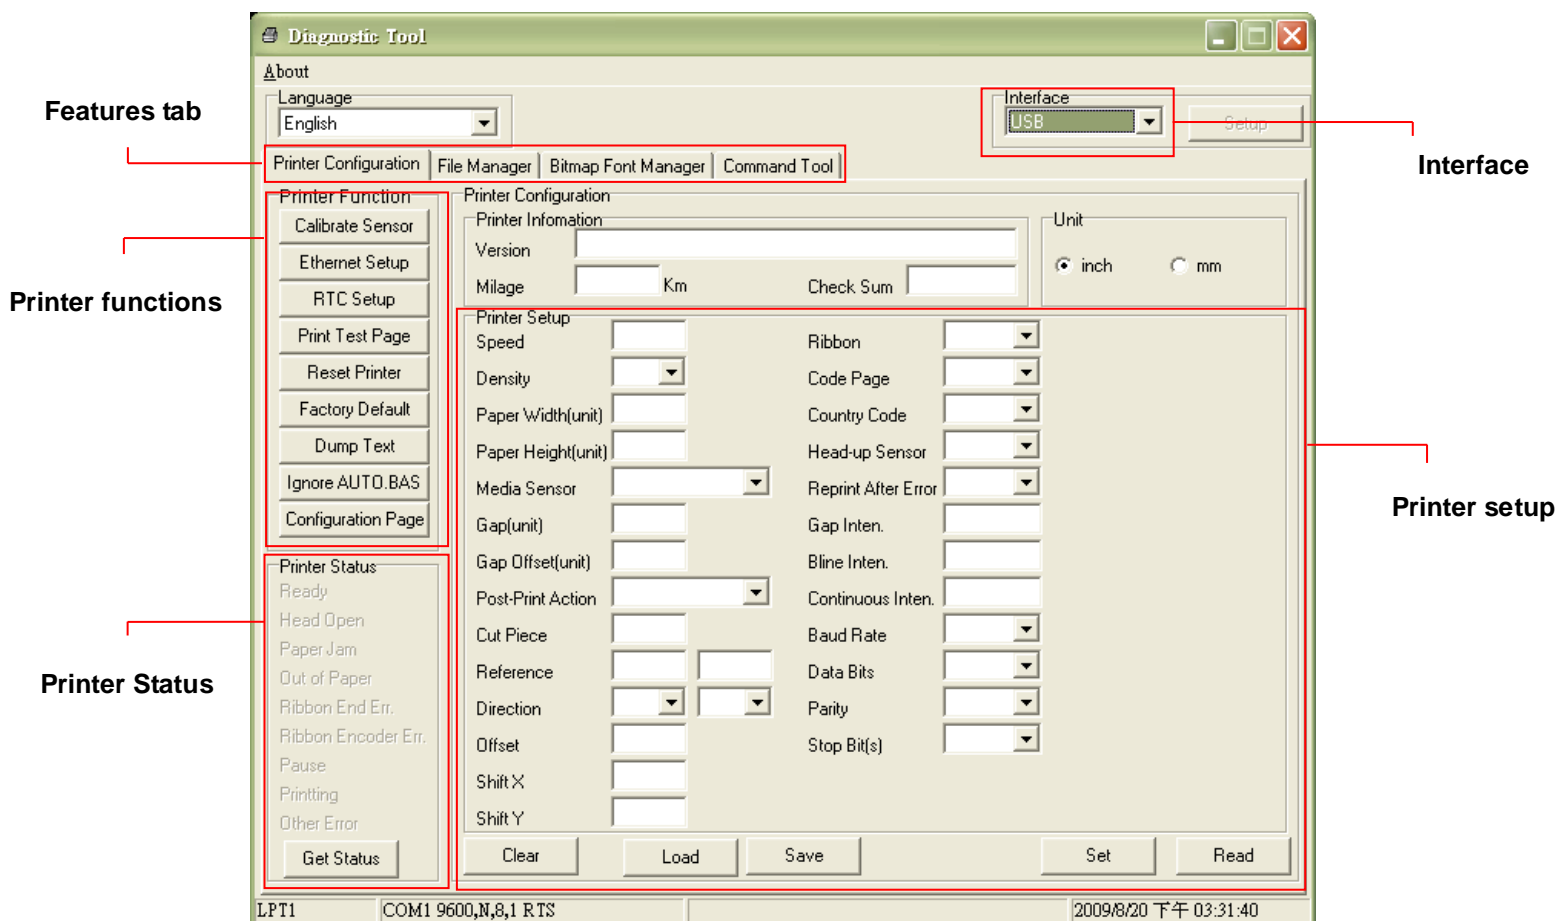 Diagnostic Tool
About
Language
English
Interface
USB
Setup
Features tab
Interface
Printer Configuration
File Manager
Bitmap Font Manager
Command Tool
Printer Function
Calibrate Sensor
Ethernet Setup
RTC Setup
Print Test Page
Reset Printer
Factory Default
Dump Text
Ignore AUTO.BAS
Configuration Page
Printer functions
Printer Configuration
Printer Infomation
Version
Milage
Km
Check Sum
Unit
inch
mm
Printer Setup
Speed
Ribbon
Density
Code Page
Paper Width(unit)
Country Code
Paper Height(unit)
Head-up Sensor
Media Sensor
Reprint After Error
Gap(unit)
Gap Inten.
Gap Offset(unit)
Bline Inten.
Post-Print Action
Continuous Inten.
Cut Piece
Baud Rate
Reference
Data Bits
Direction
Parity
Offset
Stop Bit(s)
Shift X
Shift Y
Clear
Load
Save
Set
Read
Printer setup
Printer Status
Ready
Head Open
Paper Jam
Out of Paper
Ribbon End Err.
Ribbon Encoder Err.
Pause
Printting
Other Error
Get Status
Printer Status
LPT1
COM1 9600,N,8,1 RTS
2009/8/20 下午 03:31:40